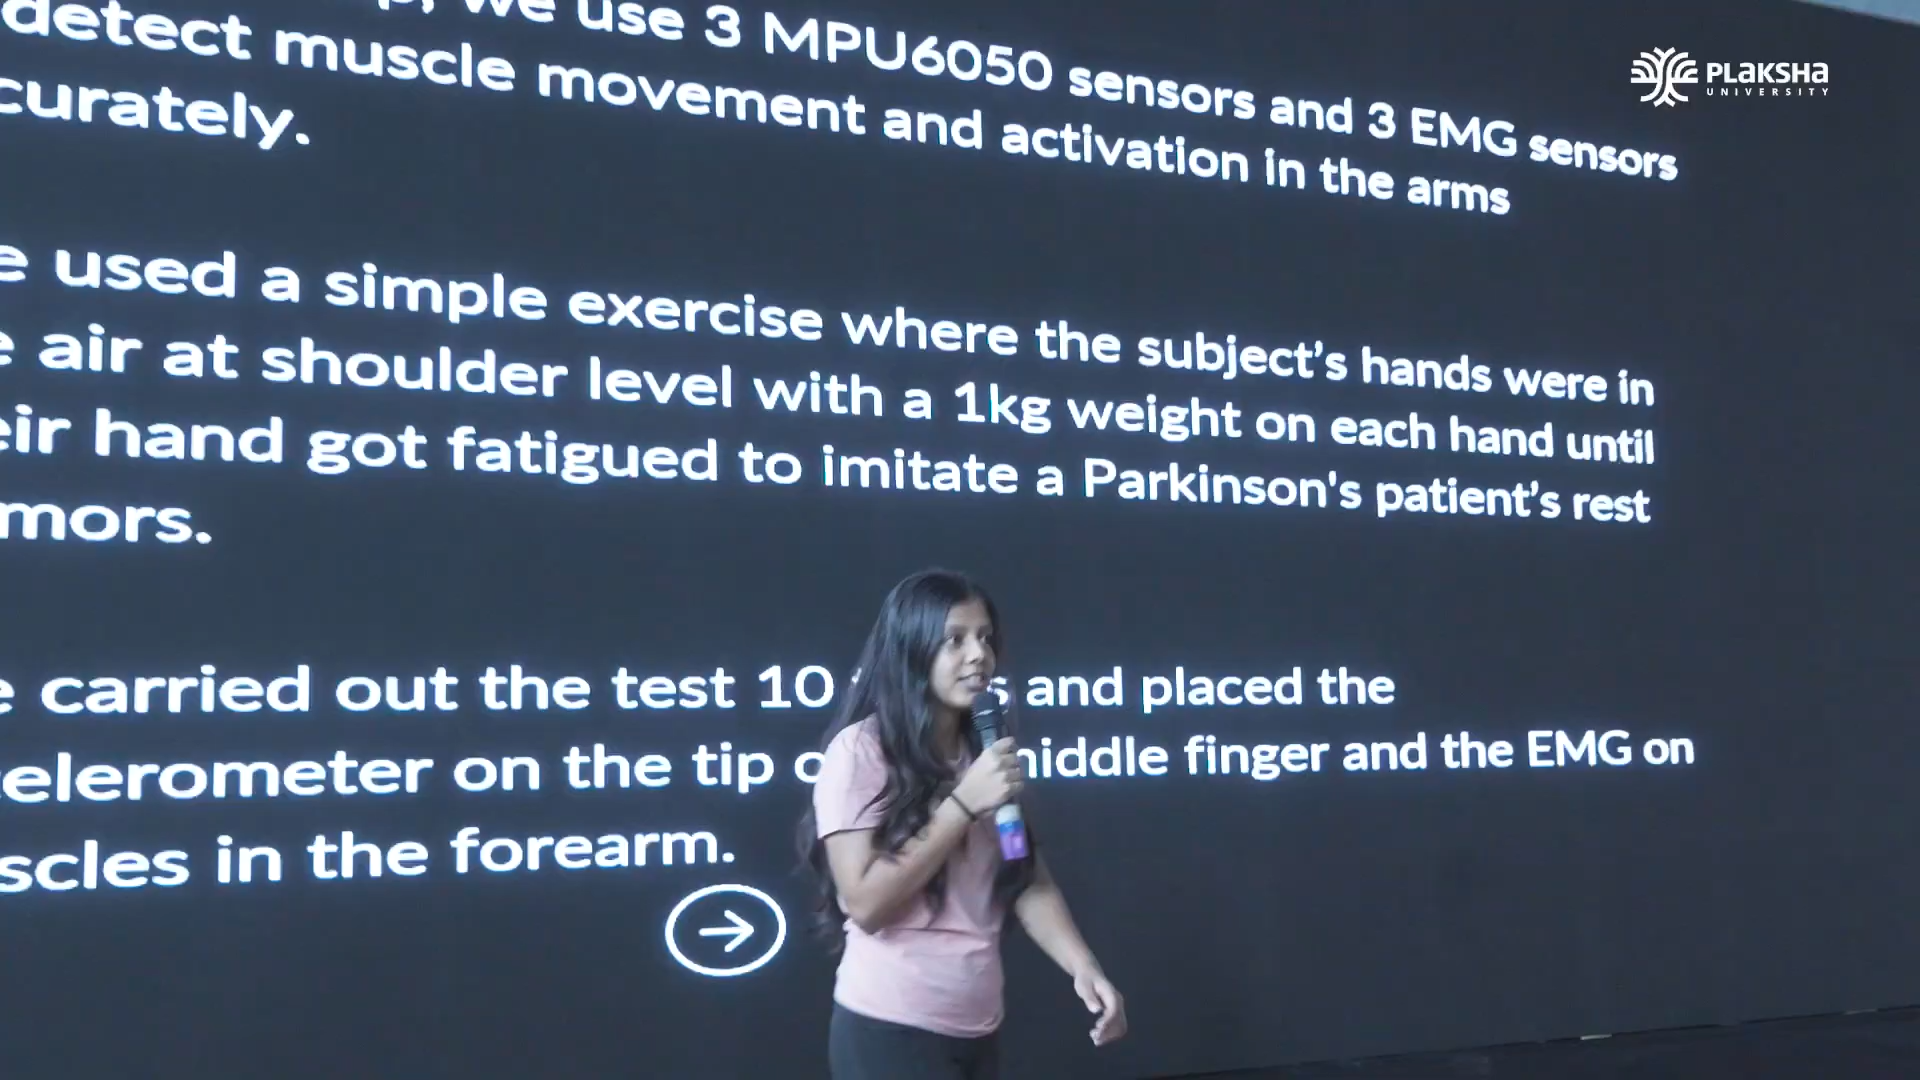 we use 3 MPU6050 sensors and 3 EMG sensors
detect muscle movement and activation in the arms
curately.
e used a simple exercise where the subject’s hands were in
e air at shoulder level with a 1kg weight on each hand until
eir hand got fatigued to imitate a Parkinson's patient’s rest
mors.
e carried out the test 10 s and placed the
elerometer on the tip o iddle finger and the EMG on
scles in the forearm.
PLAKSHA
UNIVERSITY